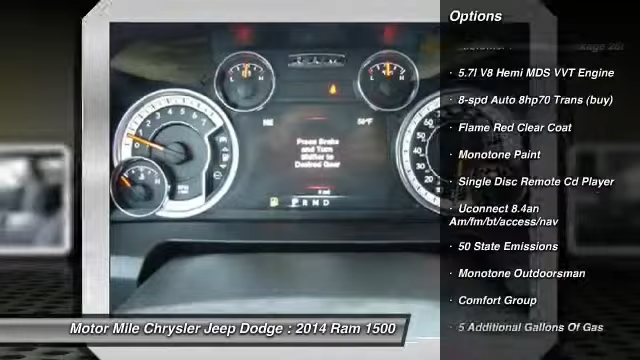 Options
5.7l V8 Hemi MDS VVT Engine
8-spd Auto 8hp70 Trans (buy)
Flame Red Clear Coat
Monotone Paint
Single Disc Remote Cd Player
Uconnect 8.4an
Am/fm/bt/access/nav
50 State Emissions
Monotone Outdoorsman
Comfort Group
5 Additional Gallons Of Gas
NE
Press Brake
and Turn
Shifter to
Desired Gear
P R N D
Motor Mile Chrysler Jeep Dodge : 2014 Ram 1500